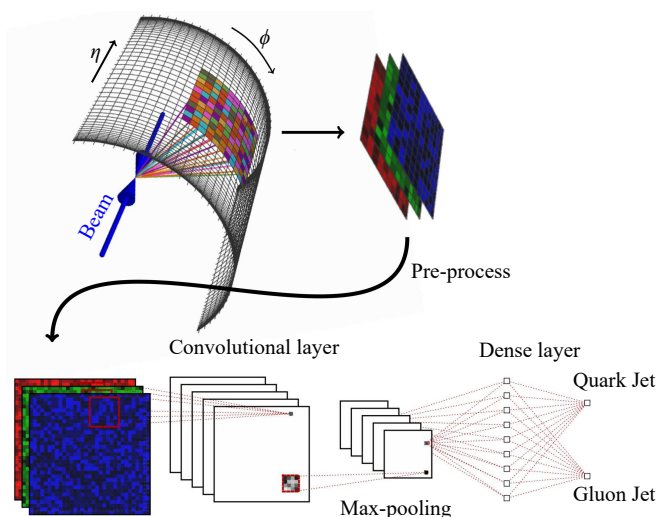 η
ϕ
Beam
Pre-process
Convolutional layer
Dense layer
Quark Jet
Gluon Jet
Max-pooling